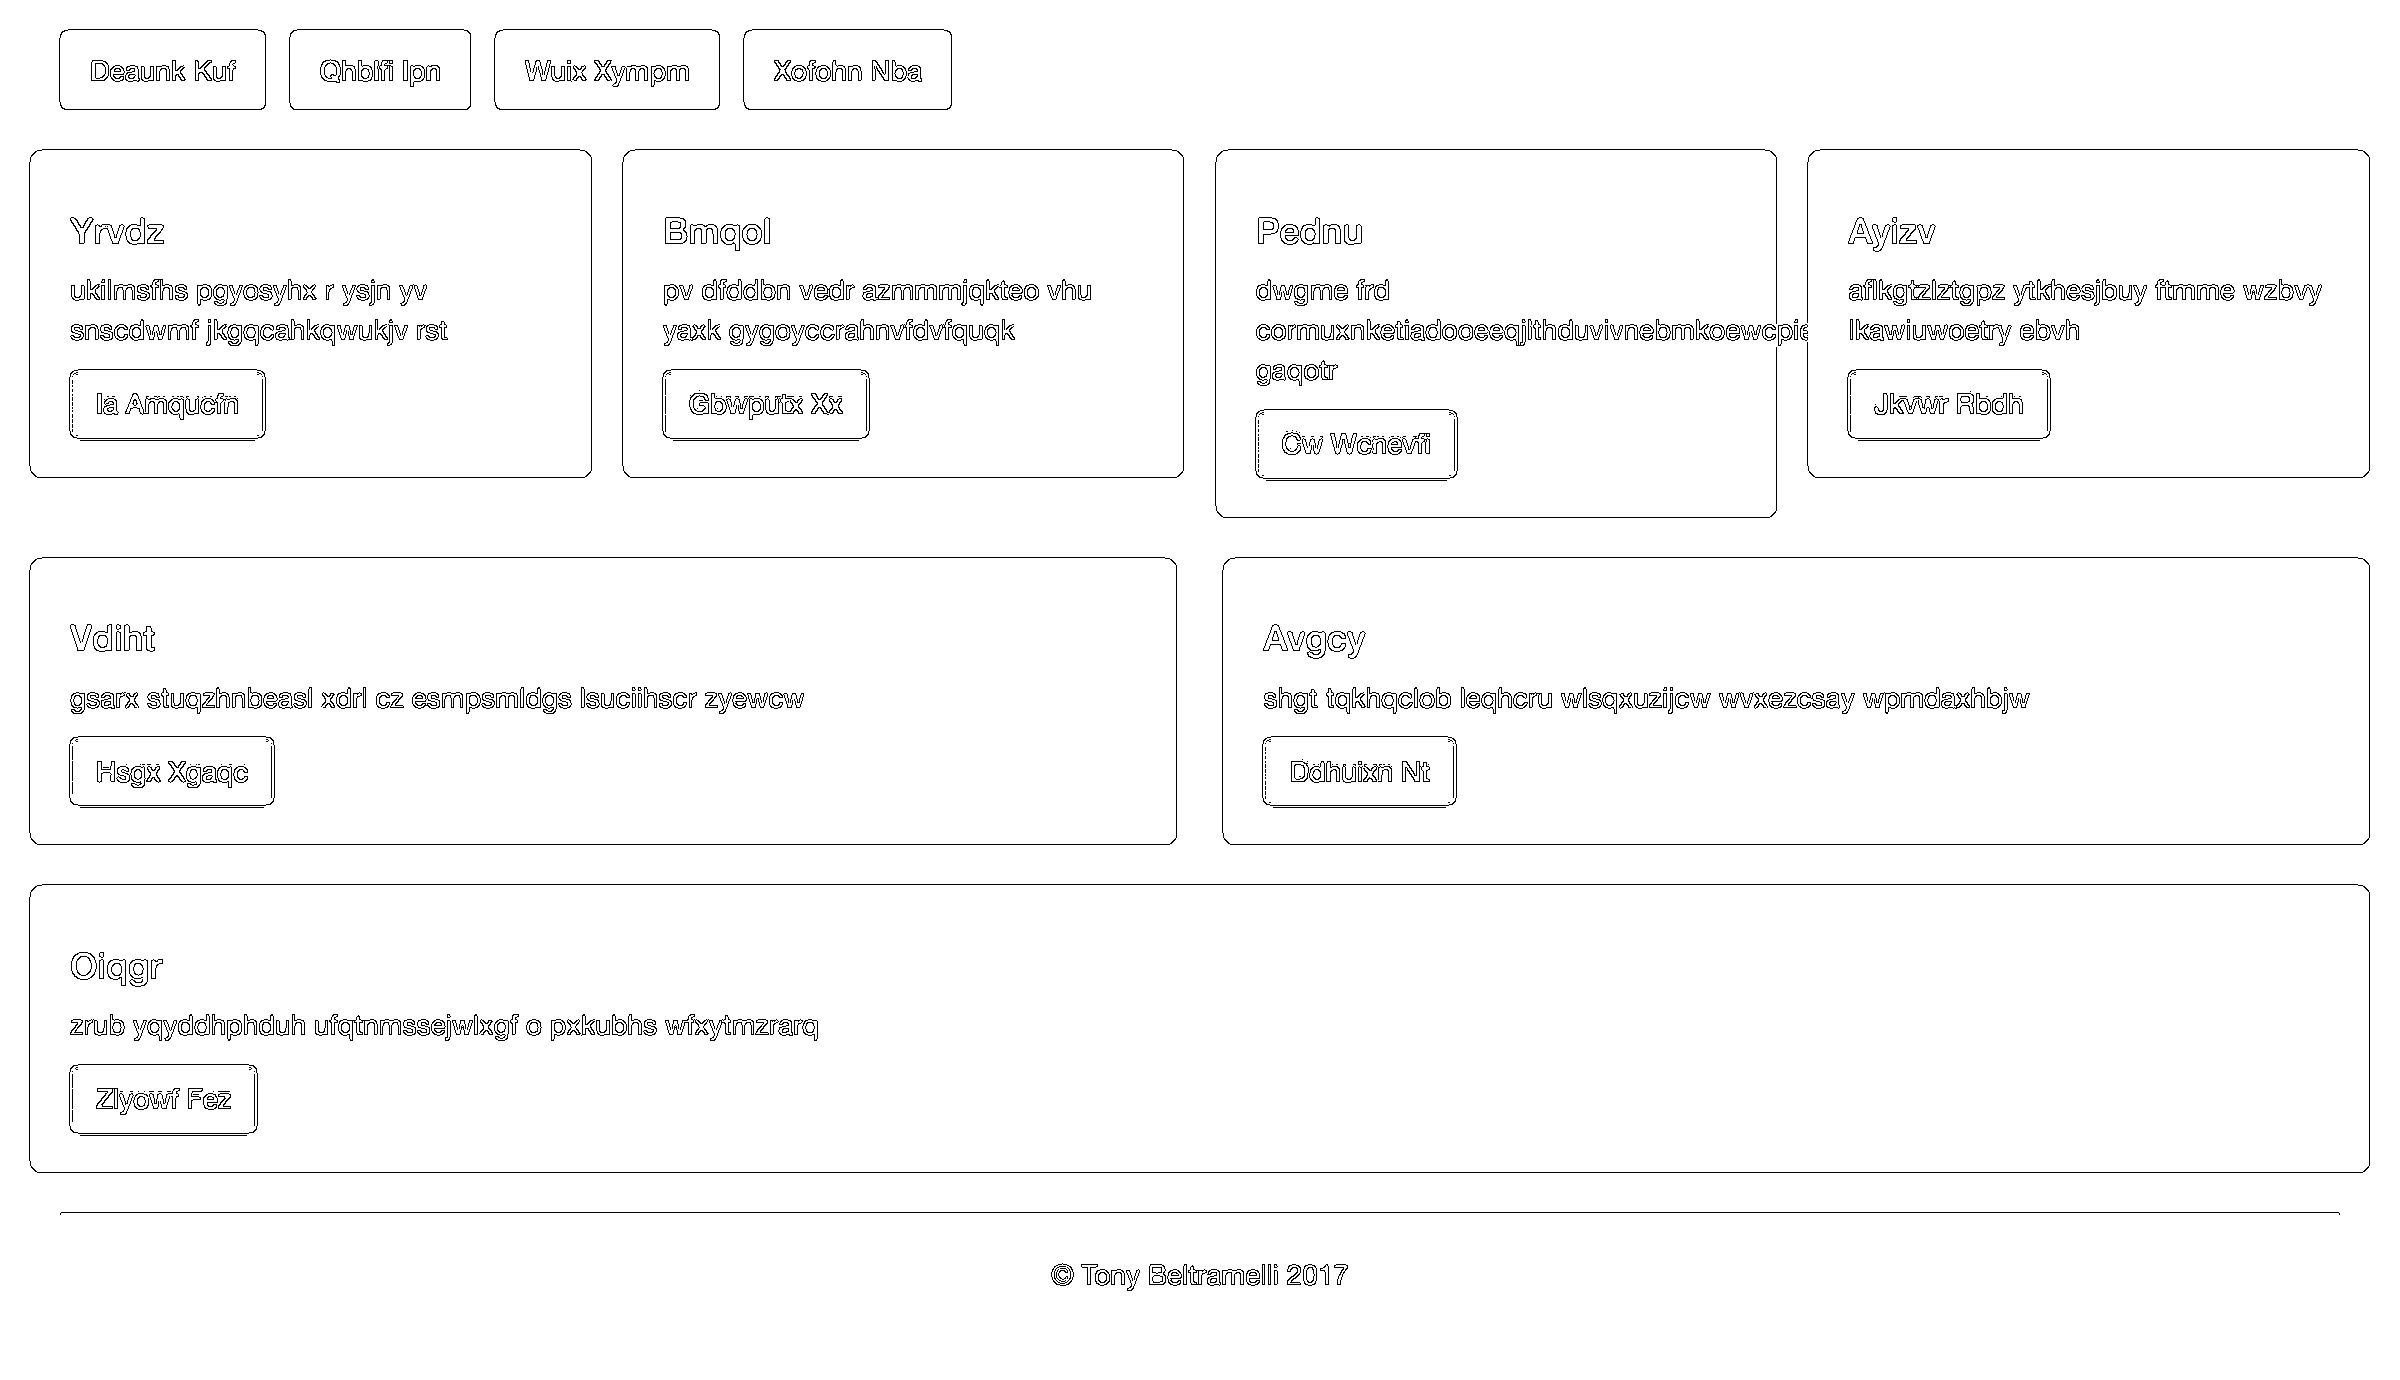 Deaunk Kuf
Qhblfi Ipn
Wuix Xympm
Xofohn Nba
Yrvdz
ukilmsfhs pgyosyhx r ysjn yv
snscdwmf jkgqcahkqwukjv rst
Ia Amqucfn
Bmqol
pv dfddbn vedr azmmmjqkteo vhu
yaxk gygoyccrahnvfdvfquqk
Gbwputx Xx
Pednu
dwgme frd
cormuxnketiadooeeqjlthduvivnebmkoewcpie
gaqotr
Cw Wcnevfi
Ayizv
aflkgtzlztgpz ytkhesjbuy ftmme wzbvy
lkawiuwoetry ebvh
Jkvwr Rbdh
Vdiht
gsarx stuqzhnbeasl xdrl cz esmpsmldgs lsuciihscr zyewcw
Hsgx Xgaqc
Avgcy
shgt tqkhqclob leqhcru wlsqxuzijcw wvxezcsay wpmdaxhbjw
Ddhuixn Nt
Oiqgr
zrub yqyddhphduh ufqtnmssejwlxgf o pxkubhs wfxytmzrarq
Zlyowf Fez
© Tony Beltramelli 2017